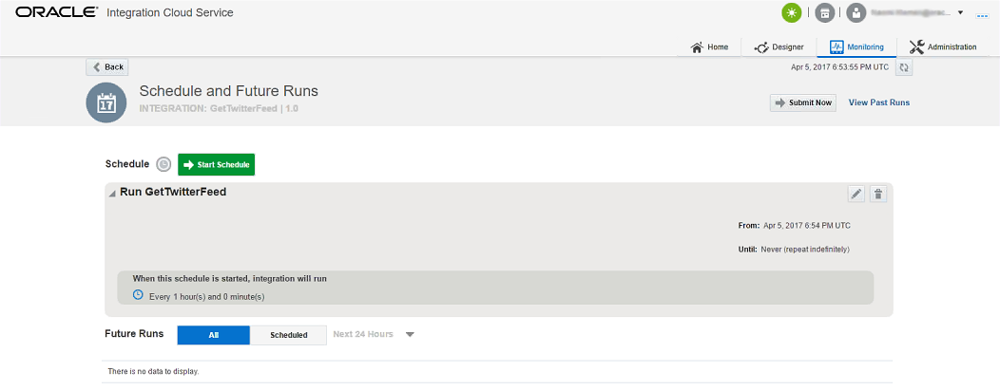 ORACLE® Integration Cloud Service
Home Designer Monitoring Administration
Back
Apr 5, 2017 6:53:55 PM UTC
17
Schedule and Future Runs
INTEGRATION: GetTwitterFeed | 1.0
Submit Now View Past Runs
Schedule Start Schedule
Run GetTwitterFeed
From: Apr 5, 2017 6:54 PM UTC
Until: Never (repeat indefinitely)
When this schedule is started, integration will run
Every 1 hour(s) and 0 minute(s)
Future Runs All Scheduled Next 24 Hours
There is no data to display.